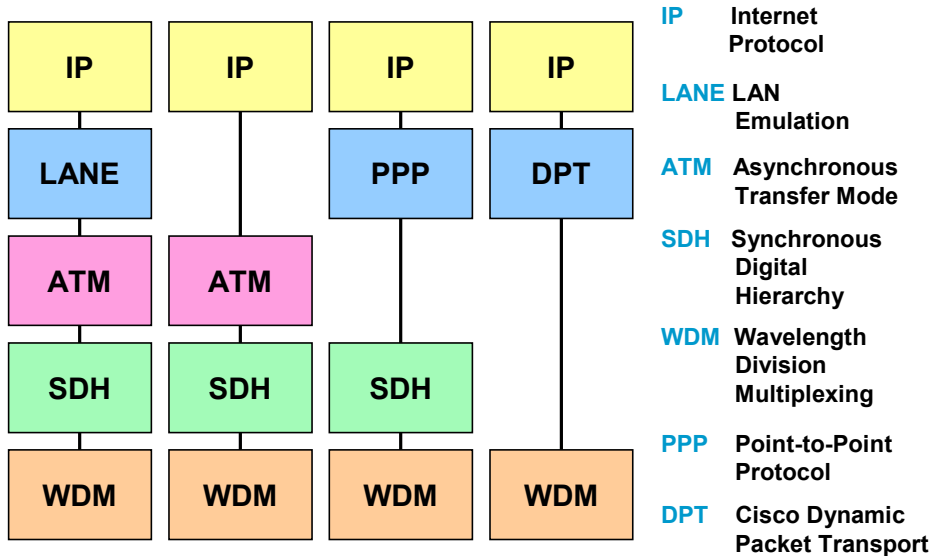 IP IP IP IP
LANE PPP DPT
ATM ATM
SDH SDH SDH
WDM WDM WDM WDM
IP Internet
Protocol
LANE LAN
Emulation
ATM Asynchronous
Transfer Mode
SDH Synchronous
Digital
Hierarchy
WDM Wavelength
Division
Multiplexing
PPP Point-to-Point
Protocol
DPT Cisco Dynamic
Packet Transport